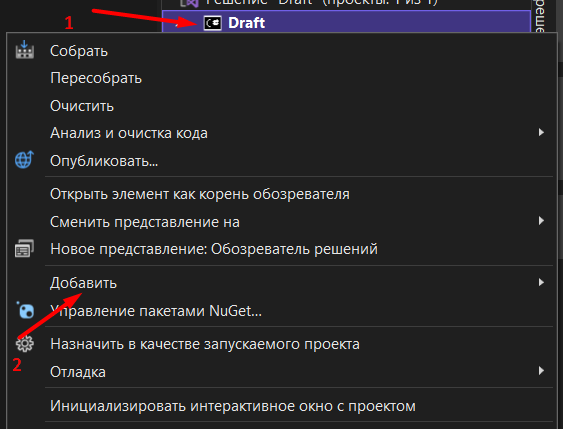 Решение "Draft" (проекты: 1 из 1)
1
C#
Draft
реше
Собрать
Пересобрать
Очистить
Анализ и очистка кода
Опубликовать...
Открыть элемент как корень обозревателя
Сменить представление на
Новое представление: Обозреватель решений
Добавить
Управление пакетами NuGet...
2
Назначить в качестве запускаемого проекта
Отладка
Инициализировать интерактивное окно с проектом